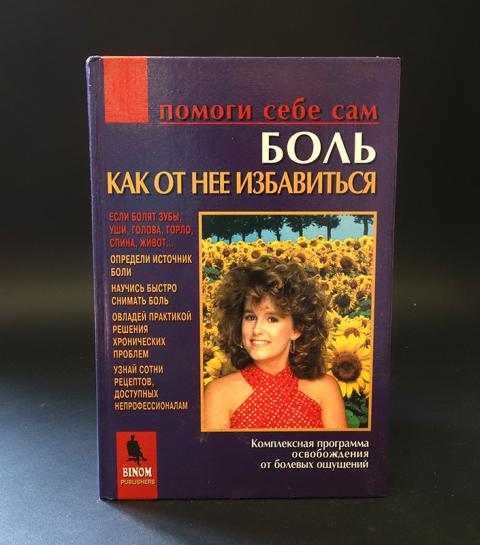 помоги себе сам
БОЛЬ
КАК ОТ НЕЕ ИЗБАВИТЬСЯ
ЕСЛИ БОЛЯТ ЗУБЫ,
УШИ, ГОЛОВА, ГОРЛО,
СПИНА, ЖИВОТ...
ОПРЕДЕЛИ ИСТОЧНИК
БОЛИ
НАУЧИСЬ БЫСТРО
СНИМАТЬ БОЛЬ
ОВЛАДЕЙ ПРАКТИКОЙ
РЕШЕНИЯ
ХРОНИЧЕСКИХ
ПРОБЛЕМ
УЗНАЙ СОТНИ
РЕЦЕПТОВ,
ДОСТУПНЫХ
НЕПРОФЕССИОНАЛАМ
BINOM
PUBLISHERS
Комплексная программа
освобождения
от болевых ощущений